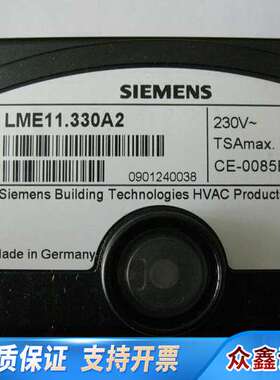 SIEMENS
LME11.330A2
230V~
TSAmax.
0901240038
CE-0085
Siemens Building Technologies HVAC Product
Made in Germany
质保证 支持开票
众鑫